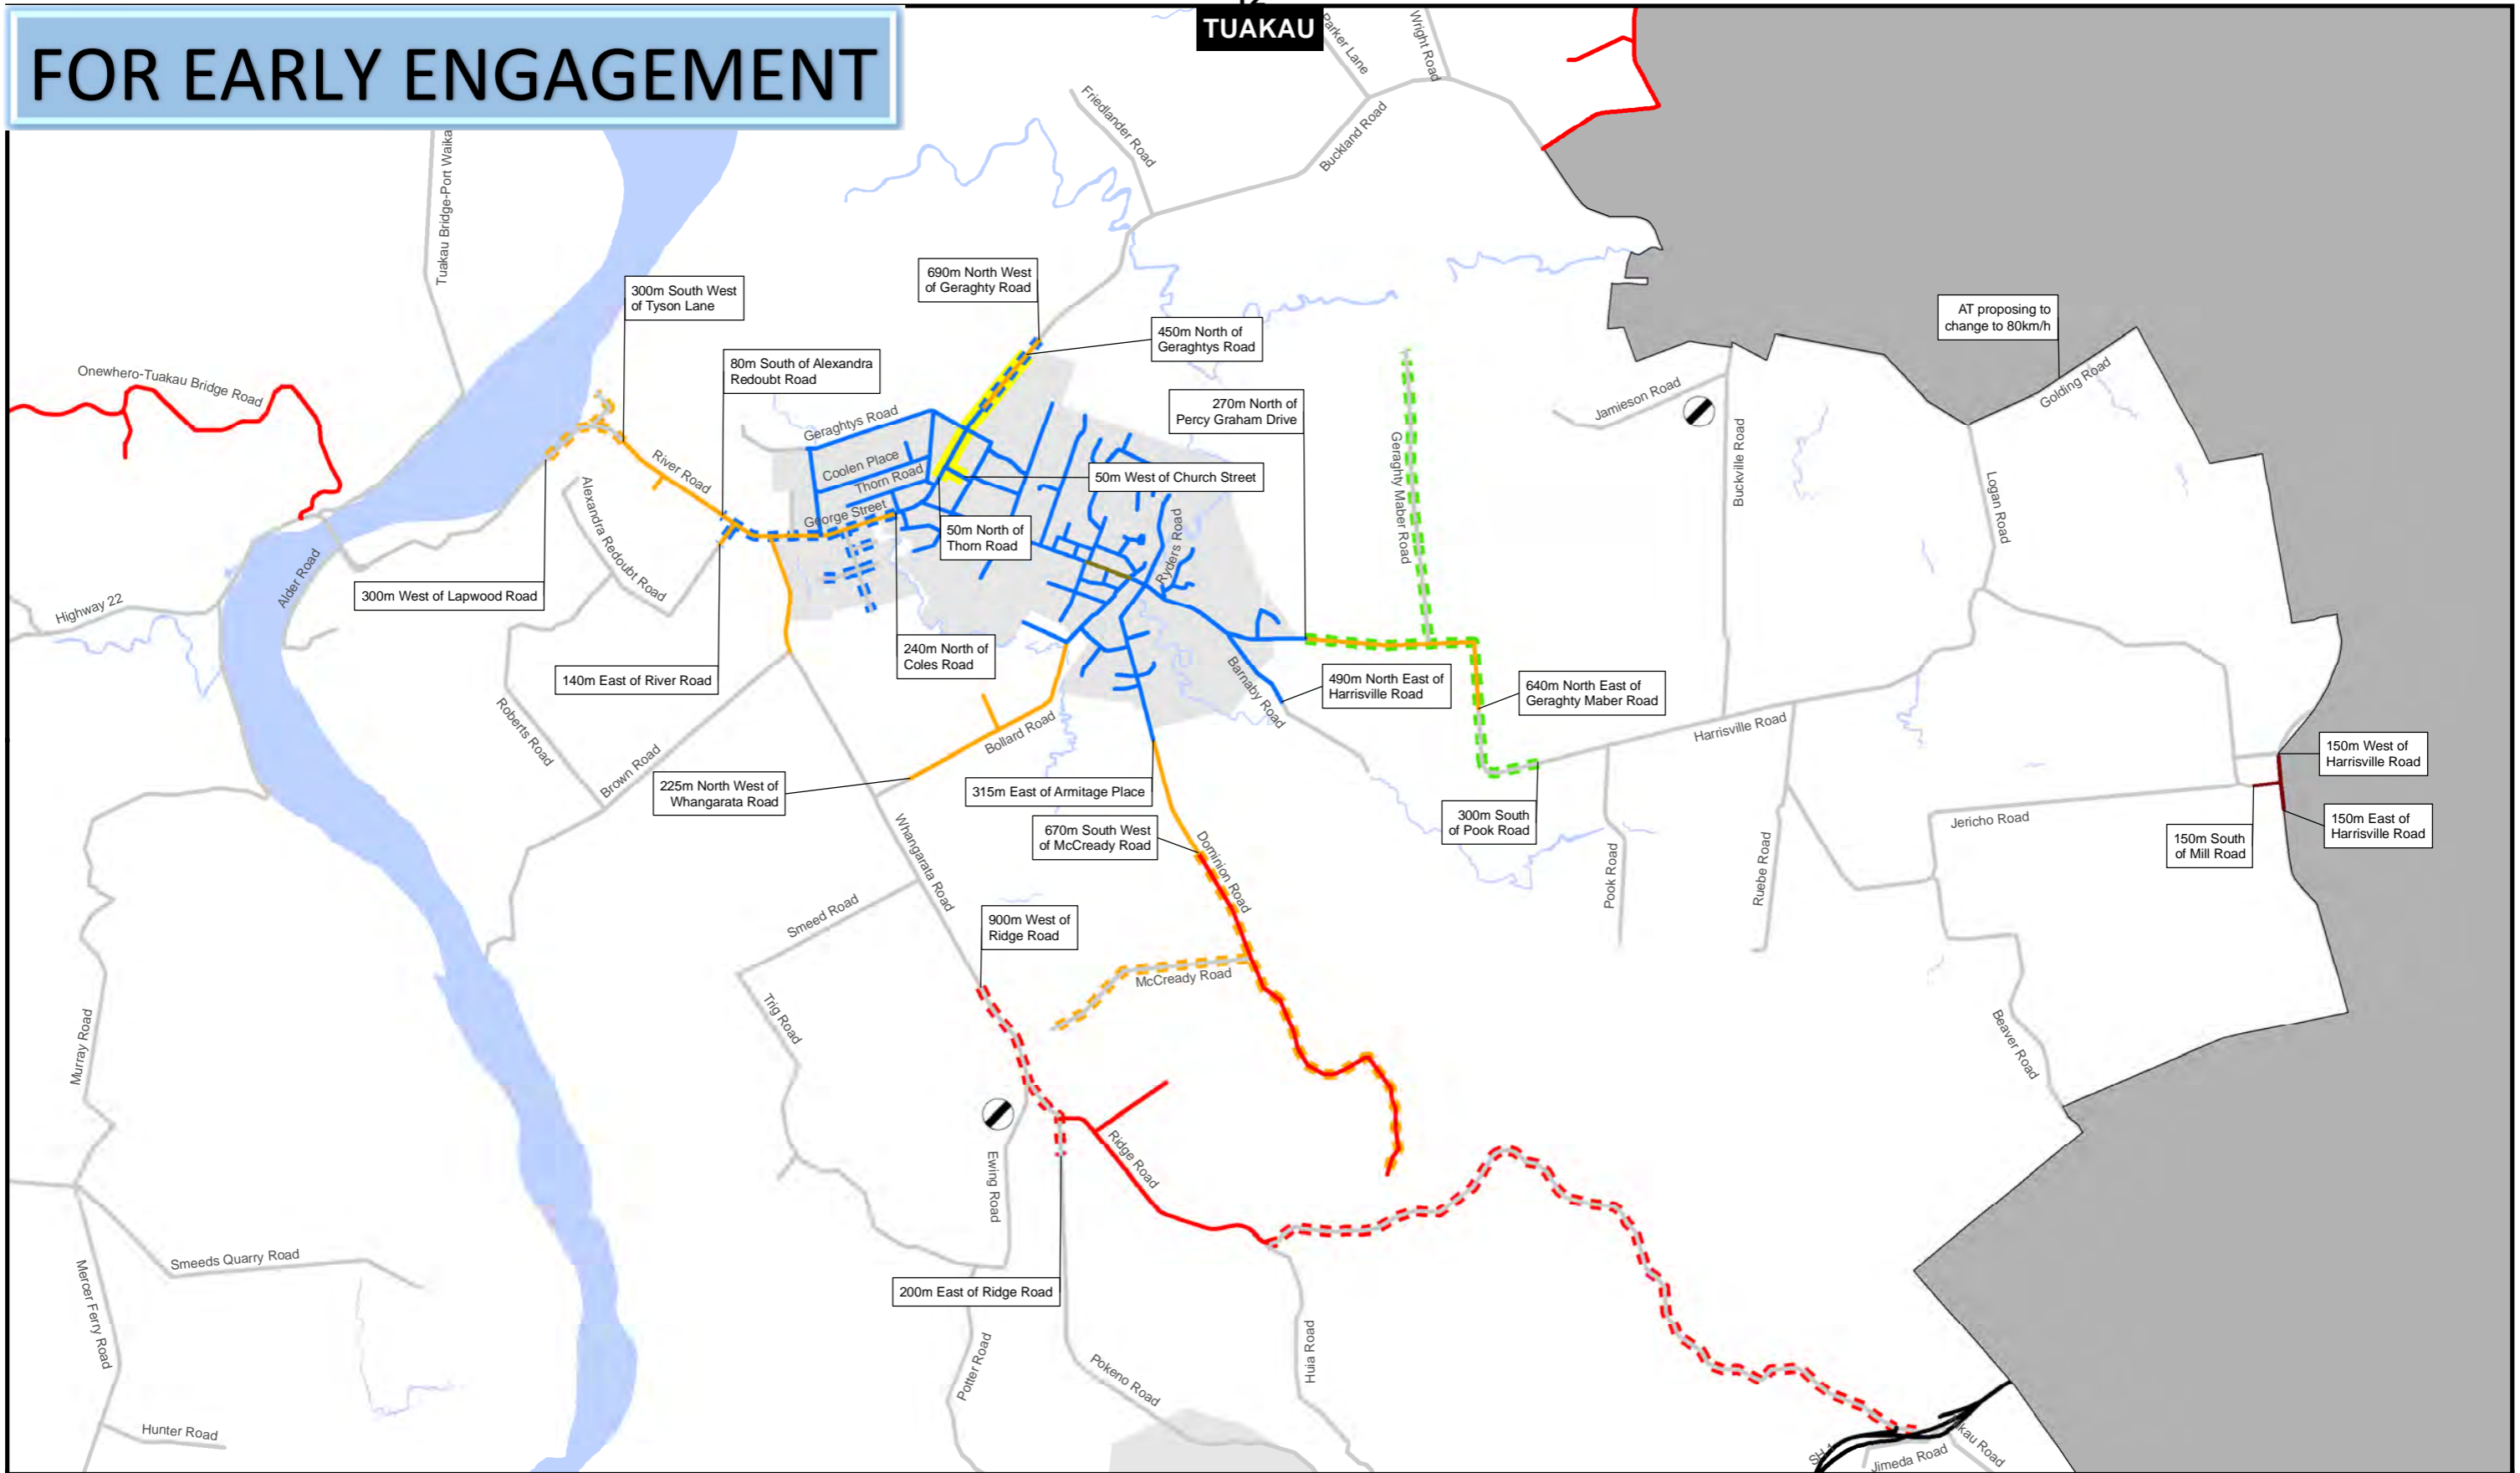 TUAKAU
FOR EARLY ENGAGEMENT
Parker Lane
Wright Road
Friedlander Road
Buckland Road
Tuakau Bridge-Port Waika
690m North West
of Geraghty Road
300m South West
of Tyson Lane
450m North of
Geraghtys Road
AT proposing to
change to 80km/h
80m South of Alexandra
Redoubt Road
Onewhero-Tuakau Bridge Road
270m North of
Percy Graham Drive
Jamieson Road
Golding Road
Geraghtys Road
Coolen Place
Thorn Road
George Street
River Road
50m West of Church Street
Geraghty Maber Road
Buckville Road
Logan Road
Alexandra Redoubt Road
50m North of
Thorn Road
Ryders Road
Alder Road
Highway 22
300m West of Lapwood Road
240m North of
Coles Road
140m East of River Road
490m North East of
Harrisville Road
640m North East of
Geraghty Maber Road
Barnaby Road
Roberts Road
Brown Road
Bollard Road
Harrisville Road
150m West of
Harrisville Road
225m North West of
Whangarata Road
315m East of Armitage Place
300m South
of Pook Road
150m East of
Harrisville Road
Jericho Road
150m South
of Mill Road
670m South West
of McCready Road
Dominion Road
Whangarata Road
Pook Road
Ruebe Road
Smeed Road
900m West of
Ridge Road
McCready Road
Trig Road
Murray Road
Beaver Road
Ridge Road
Ewing Road
Smeeds Quarry Road
200m East of Ridge Road
Mercer Ferry Road
Potter Road
Pokeno Road
Huia Road
Hunter Road
SH 1
kau Road
Jimeda Road